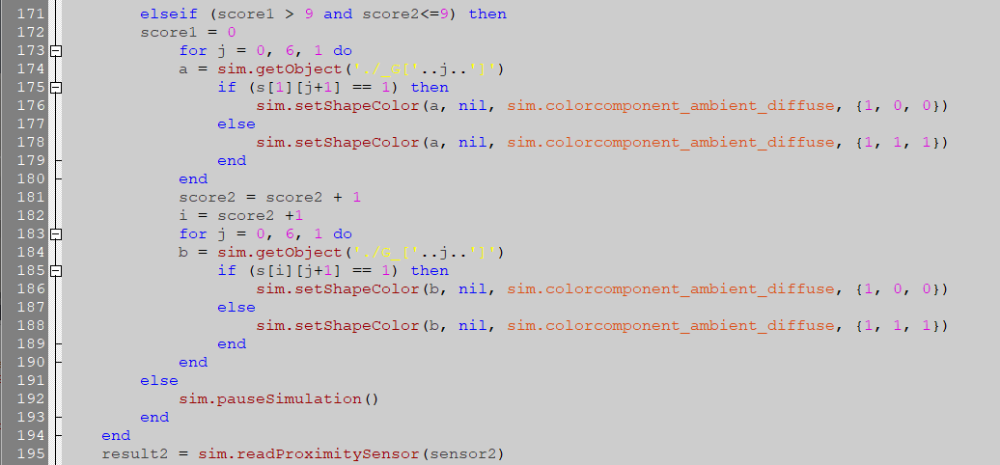 171 elseif (score1 > 9 and score2<=9) then
172 score1 = 0
173 for j = 0, 6, 1 do
174 a = sim.getObject('./_G['..j..']')
175 if (s[1][j+1] == 1) then
176 sim.setShapeColor(a, nil, sim.colorcomponent_ambient_diffuse, {1, 0, 0})
177 else
178 sim.setShapeColor(a, nil, sim.colorcomponent_ambient_diffuse, {1, 1, 1})
179 end
180 end
181 score2 = score2 + 1
182 i = score2 +1
183 for j = 0, 6, 1 do
184 b = sim.getObject('./G_['..j..']')
185 if (s[i][j+1] == 1) then
186 sim.setShapeColor(b, nil, sim.colorcomponent_ambient_diffuse, {1, 0, 0})
187 else
188 sim.setShapeColor(b, nil, sim.colorcomponent_ambient_diffuse, {1, 1, 1})
189 end
190 end
191 else
192 sim.pauseSimulation()
193 end
194 end
195 result2 = sim.readProximitySensor(sensor2)